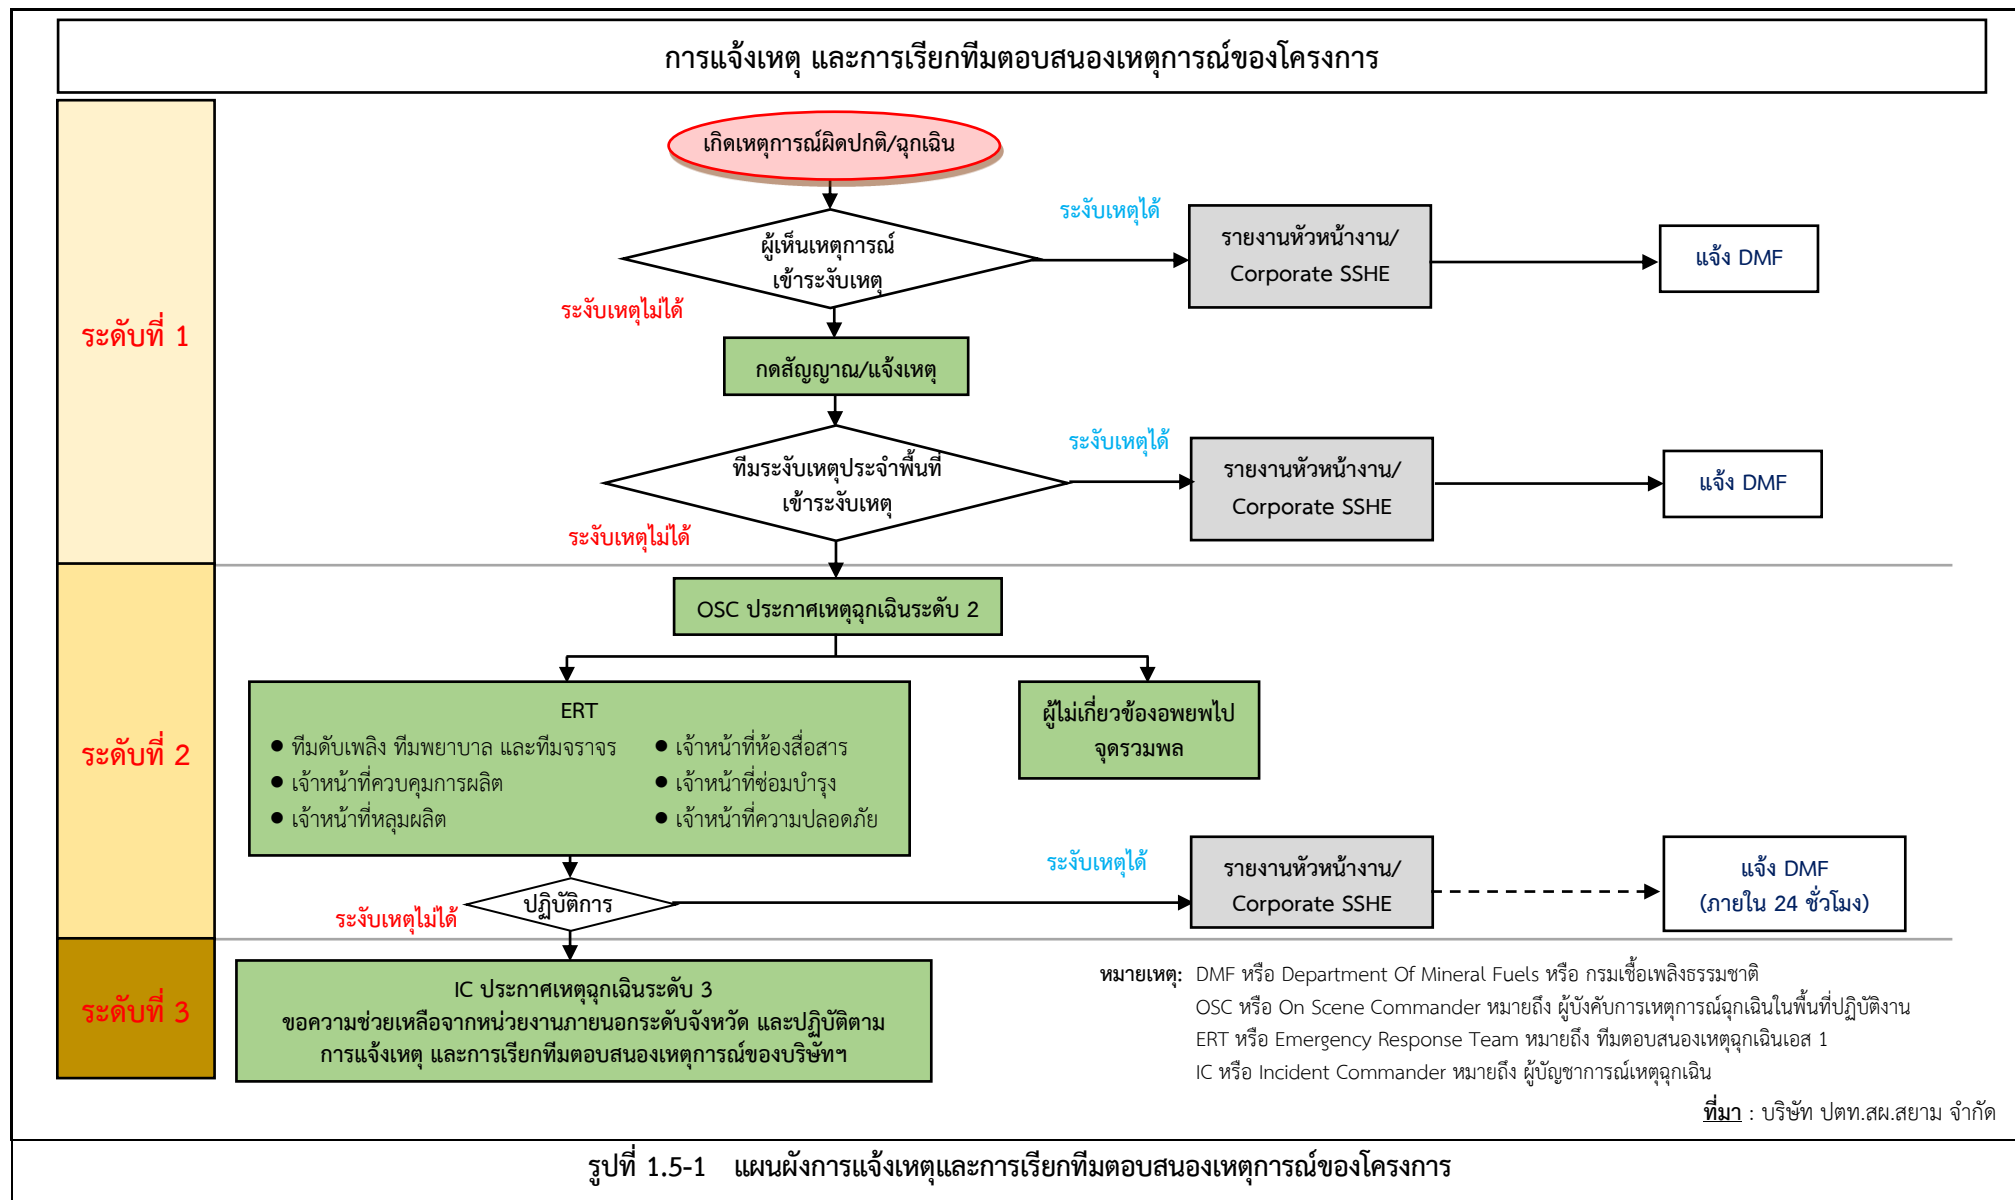 การแจ้งเหตุ และการเรียกทีมตอบสนองเหตุการณ์ของโครงการ
ระดับที่ 1
เกิดเหตุการณ์ผิดปกติ/ฉุกเฉิน
ผู้เห็นเหตุการณ์
เข้าระงับเหตุ
ระงับเหตุได้
รายงานหัวหน้างาน/
Corporate SSHE
แจ้ง DMF
ระงับเหตุไม่ได้
กดสัญญาณ/แจ้งเหตุ
ทีมระงับเหตุประจำพื้นที่
เข้าระงับเหตุ
ระงับเหตุได้
รายงานหัวหน้างาน/
Corporate SSHE
แจ้ง DMF
ระงับเหตุไม่ได้
ระดับที่ 2
OSC ประกาศเหตุฉุกเฉินระดับ 2
ERT
● ทีมดับเพลิง ทีมพยาบาล และทีมจราจร
● เจ้าหน้าที่ควบคุมการผลิต
● เจ้าหน้าที่หลุมผลิต
● เจ้าหน้าที่ห้องสื่อสาร
● เจ้าหน้าที่ซ่อมบำรุง
● เจ้าหน้าที่ความปลอดภัย
ผู้ไม่เกี่ยวข้องอพยพไป
จุดรวมพล
ปฏิบัติการ
ระงับเหตุได้
รายงานหัวหน้างาน/
Corporate SSHE
แจ้ง DMF
(ภายใน 24 ชั่วโมง)
ระงับเหตุไม่ได้
ระดับที่ 3
IC ประกาศเหตุฉุกเฉินระดับ 3
ขอความช่วยเหลือจากหน่วยงานภายนอกระดับจังหวัด และปฏิบัติตาม
การแจ้งเหตุ และการเรียกทีมตอบสนองเหตุการณ์ของบริษัทฯ
หมายเหตุ: DMF หรือ Department Of Mineral Fuels หรือ กรมเชื้อเพลิงธรรมชาติ
OSC หรือ On Scene Commander หมายถึง ผู้บังคับการเหตุการณ์ฉุกเฉินในพื้นที่ปฏิบัติงาน
ERT หรือ Emergency Response Team หมายถึง ทีมตอบสนองเหตุฉุกเฉินเอส 1
IC หรือ Incident Commander หมายถึง ผู้บัญชาการณ์เหตุฉุกเฉิน
ที่มา : บริษัท ปตท.สผ.สยาม จำกัด
รูปที่ 1.5-1 แผนผังการแจ้งเหตุและการเรียกทีมตอบสนองเหตุการณ์ของโครงการ